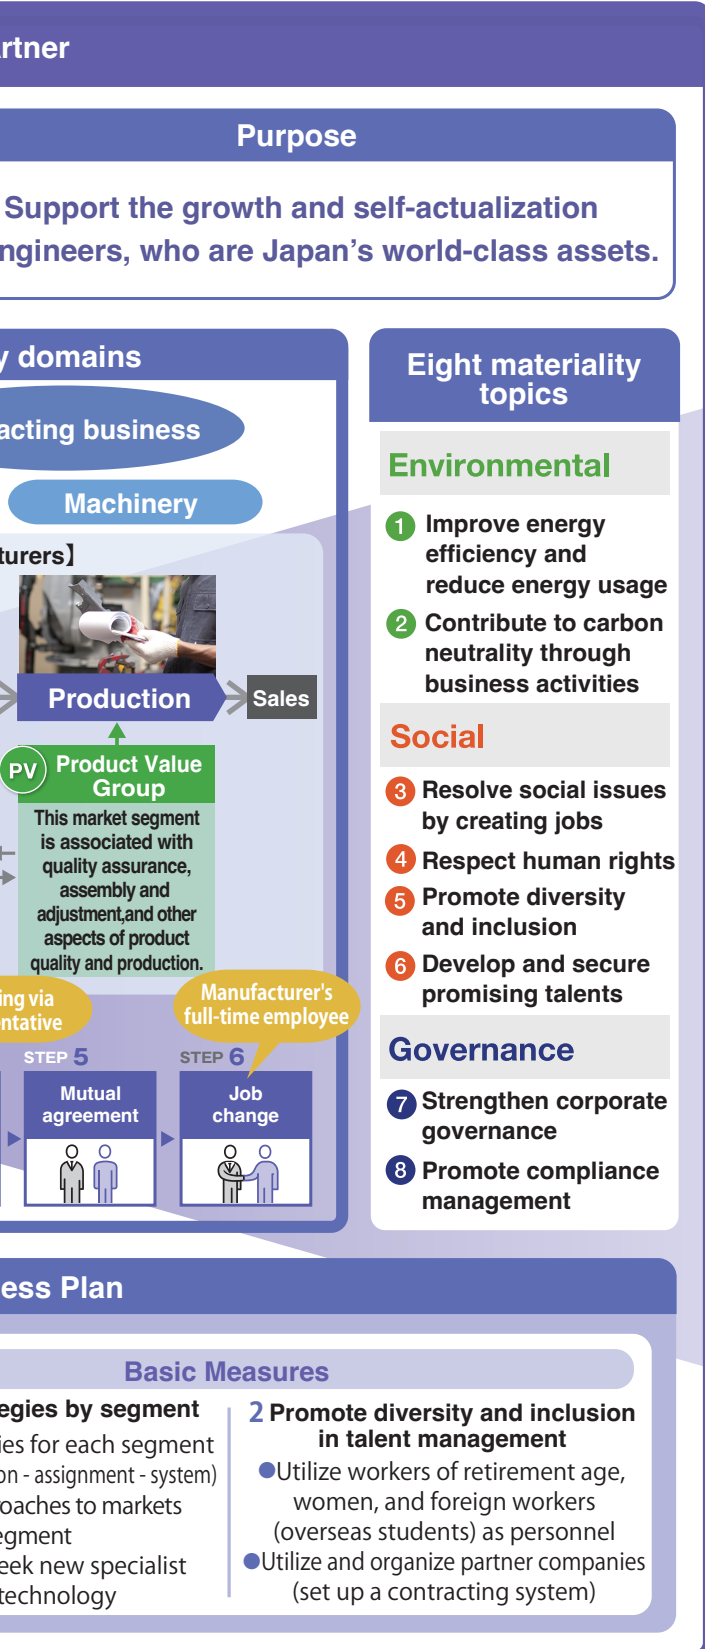 rtner
Purpose
Support the growth and self-actualization
ngineers, who are Japan's world-class assets.
y domains
acting business
Machinery
turers】
Production
Sales
PV
Product Value
Group
This market segment
is associated with
quality assurance,
assembly and
adjustment,and other
aspects of product
quality and production.
ing via
entative
Manufacturer's
full-time employee
STEP 5
Mutual
agreement
STEP 6
Job
change
Eight materiality
topics
Environmental
1 Improve energy
efficiency and
reduce energy usage
2 Contribute to carbon
neutrality through
business activities
Social
3 Resolve social issues
by creating jobs
4 Respect human rights
5 Promote diversity
and inclusion
6 Develop and secure
promising talents
Governance
7 Strengthen corporate
governance
8 Promote compliance
management
ess Plan
Basic Measures
egies by segment
ies for each segment
on - assignment - system)
roaches to markets
egment
eek new specialist
technology
2 Promote diversity and inclusion
in talent management
●Utilize workers of retirement age,
women, and foreign workers
(overseas students) as personnel
●Utilize and organize partner companies
(set up a contracting system)